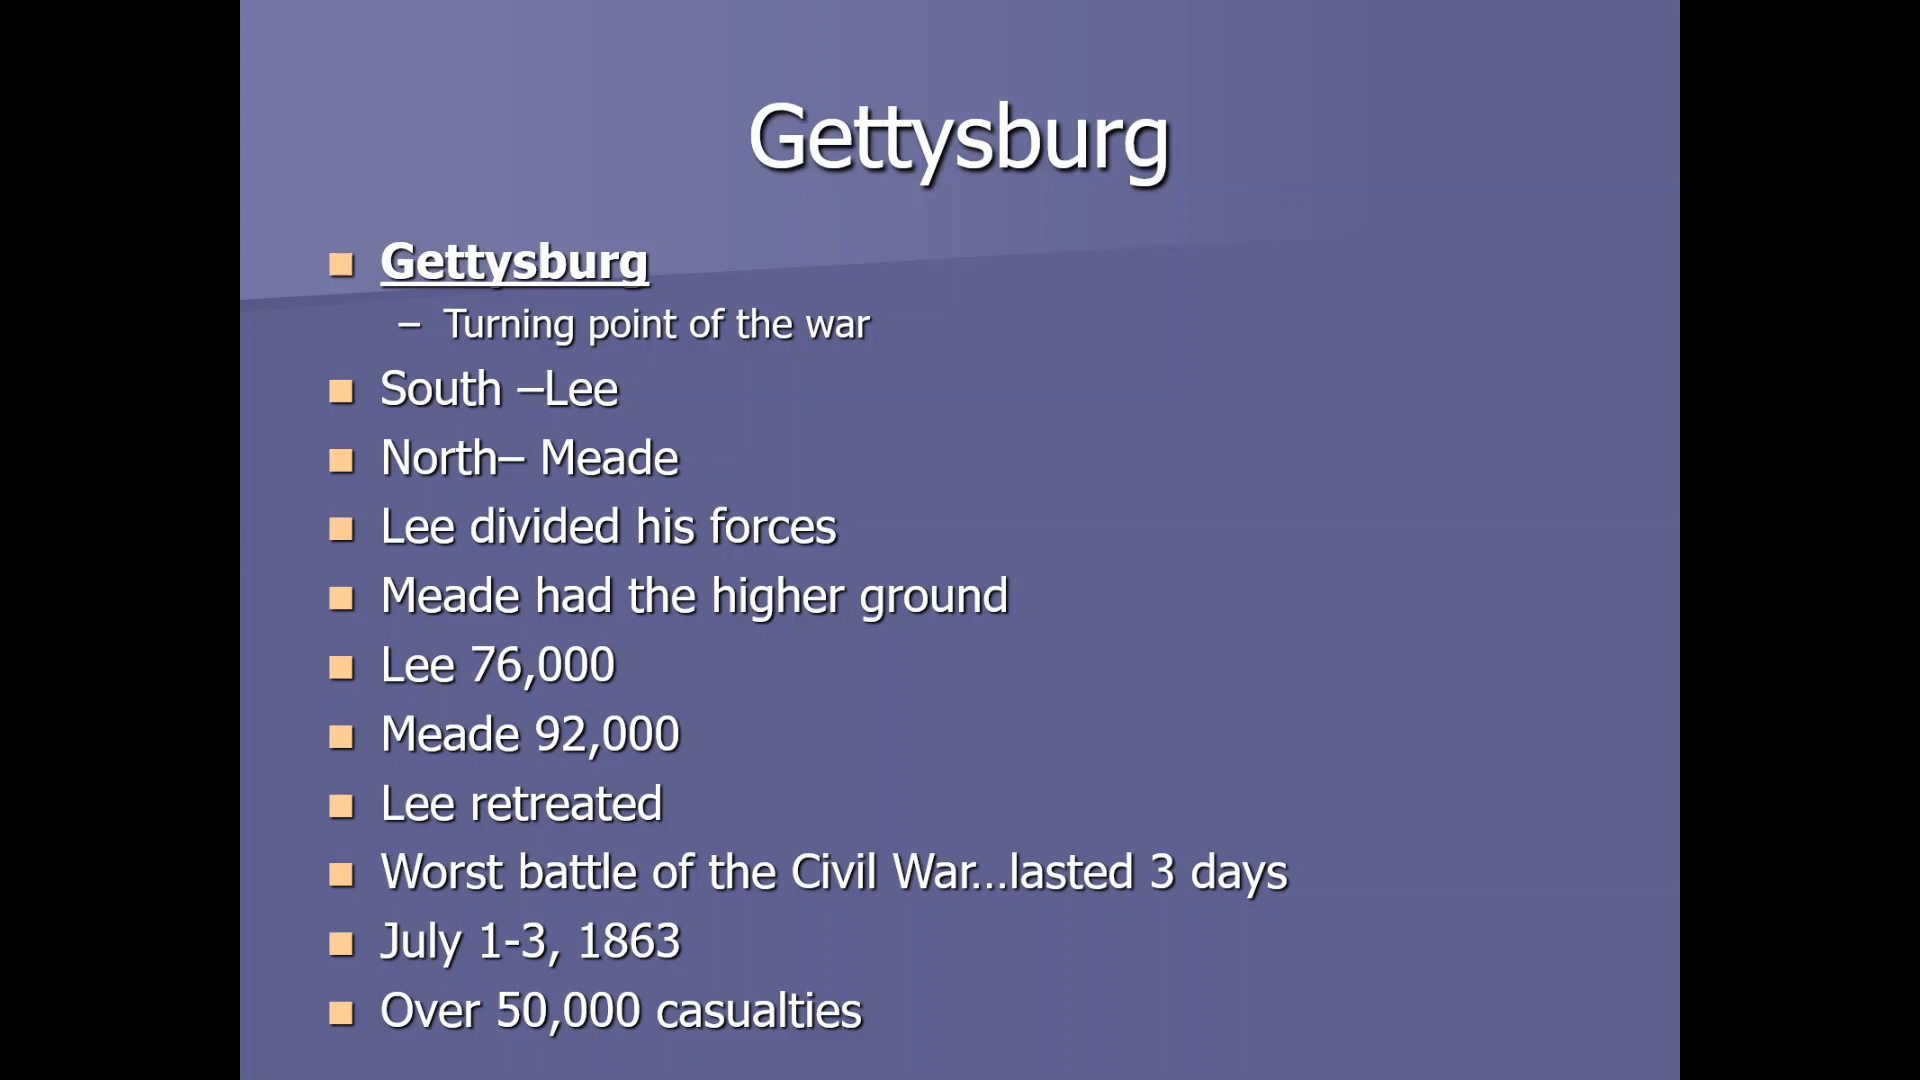 Gettysburg
Gettysburg
– Turning point of the war
South –Lee
North– Meade
Lee divided his forces
Meade had the higher ground
Lee 76,000
Meade 92,000
Lee retreated
Worst battle of the Civil War...lasted 3 days
July 1-3, 1863
Over 50,000 casualties